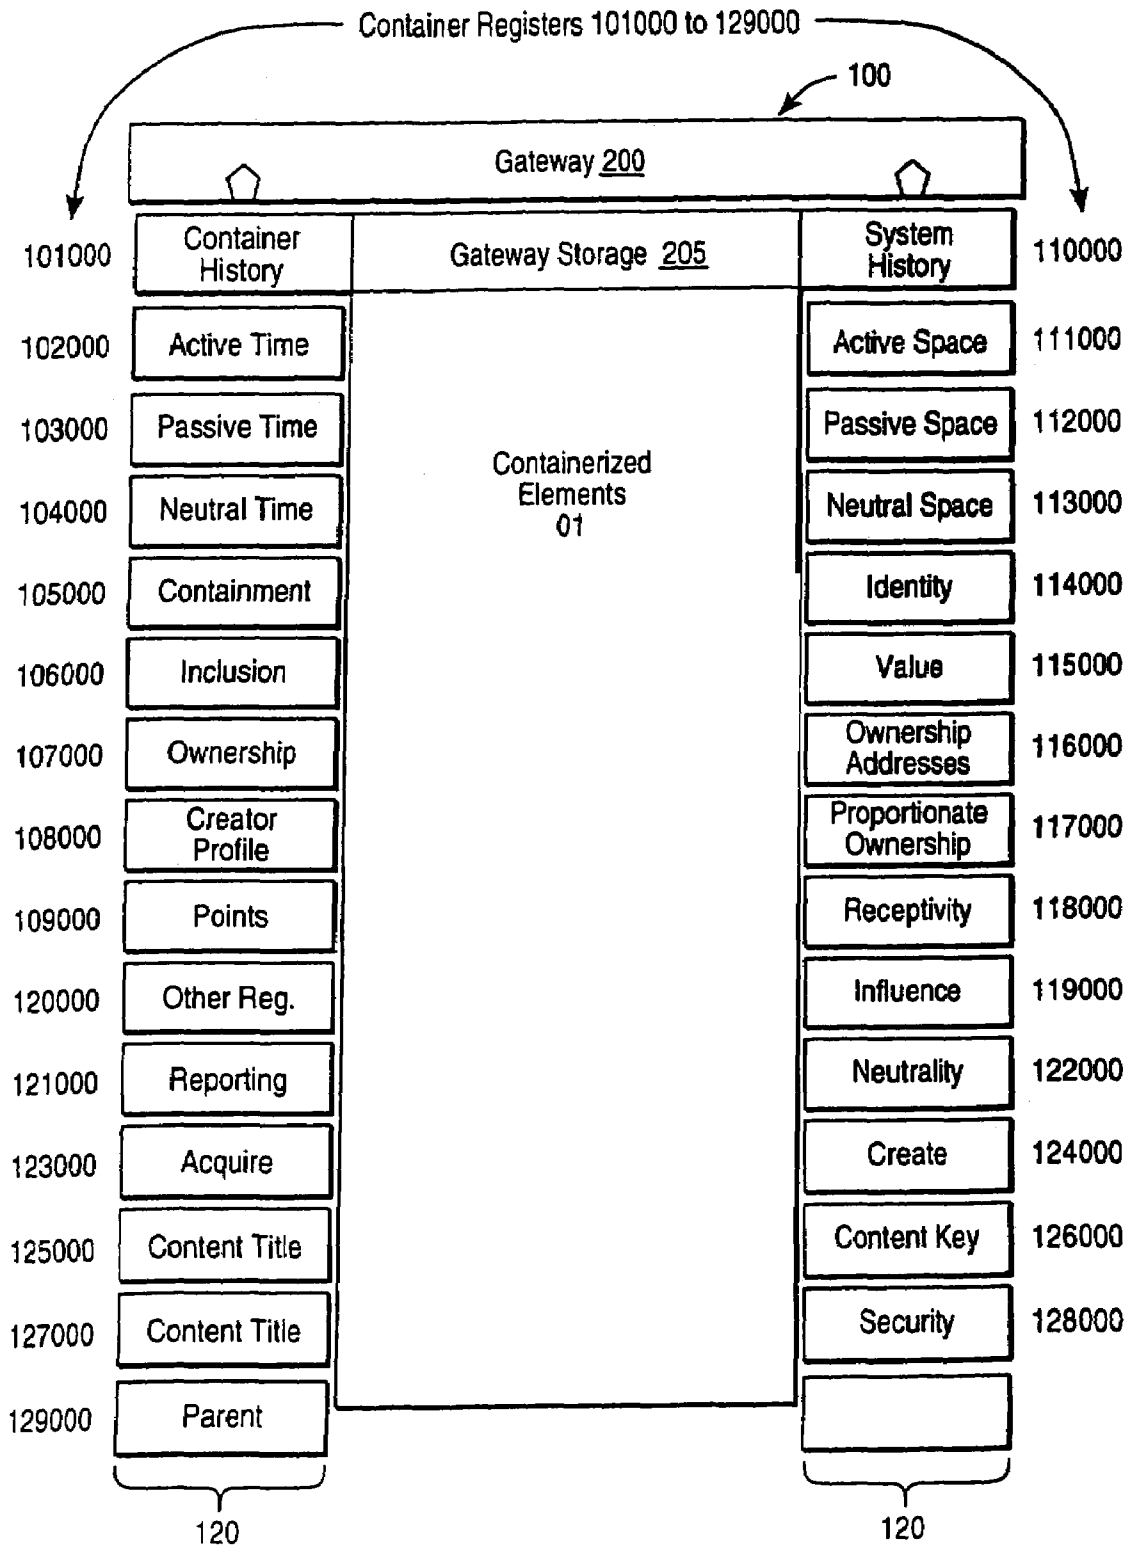 Container Registers 101000 to 129000
100
Gateway 200
101000
Container
History
Gateway Storage 205
System
History
110000
102000
Active Time
Active Space
111000
103000
Passive Time
Passive Space
112000
Containerized
Elements
01
104000
Neutral Time
Neutral Space
113000
105000
Containment
Identity
114000
106000
Inclusion
Value
115000
107000
Ownership
Ownership
Addresses
116000
108000
Creator
Profile
Proportionate
Ownership
117000
109000
Points
Receptivity
118000
120000
Other Reg.
Influence
119000
121000
Reporting
Neutrality
122000
123000
Acquire
Create
124000
125000
Content Title
Content Key
126000
127000
Content Title
Security
128000
129000
Parent
120
120